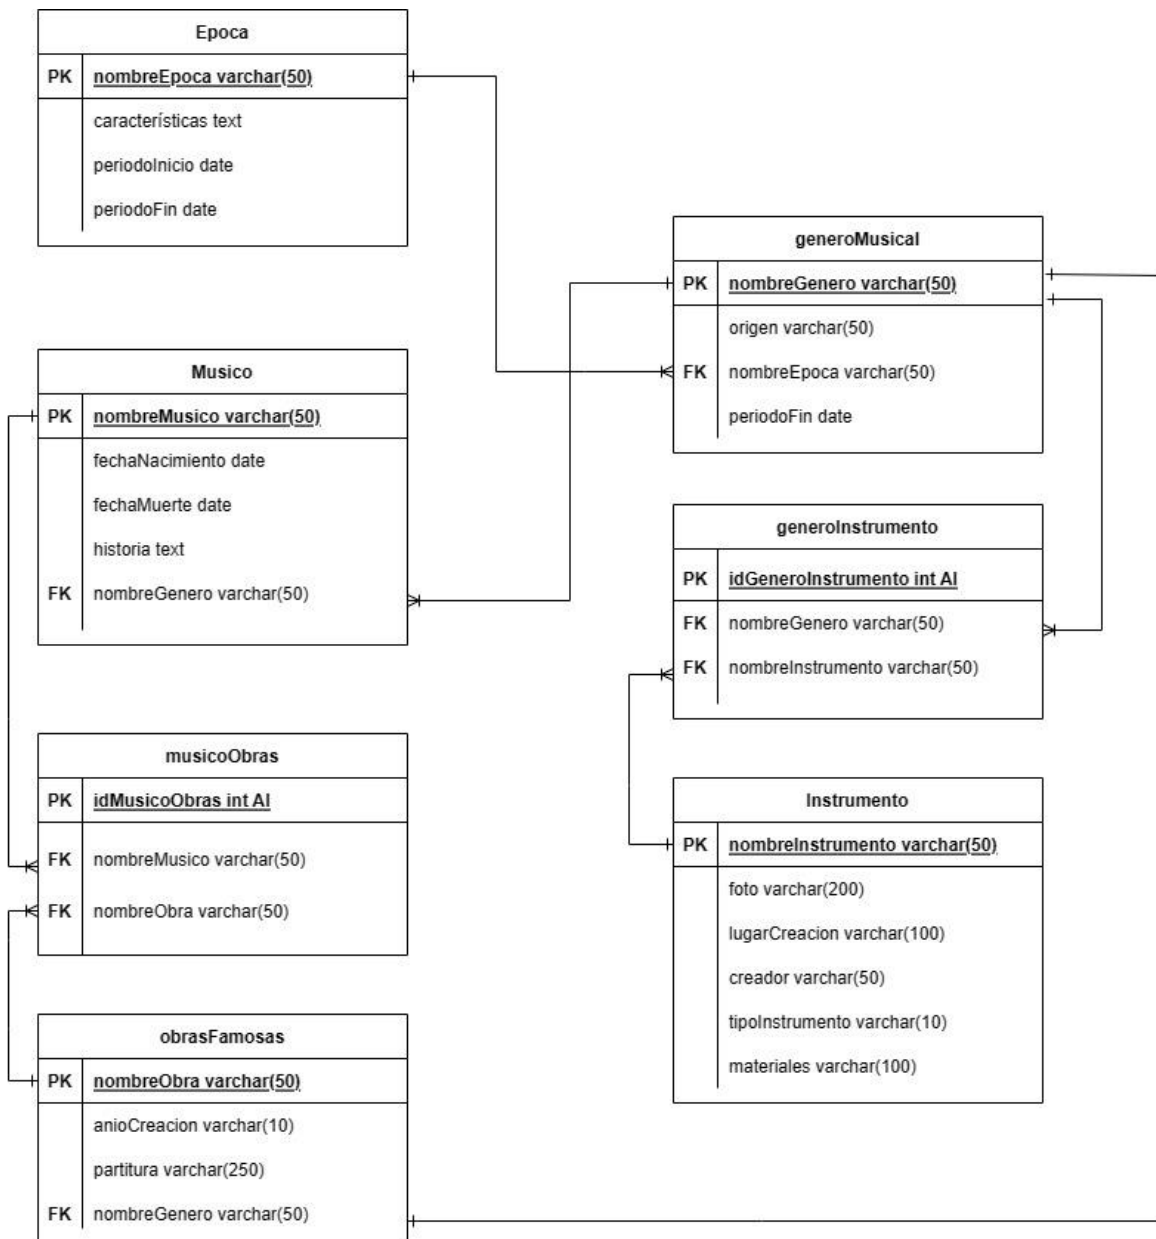 Epoca
PK nombreEpoca varchar(50)
características text
periodoInicio date
periodoFin date
generoMusical
PK nombreGenero varchar(50)
origen varchar(50)
FK nombreEpoca varchar(50)
periodoFin date
Musico
PK nombreMusico varchar(50)
fechaNacimiento date
fechaMuerte date
historia text
FK nombreGenero varchar(50)
generoInstrumento
PK idGeneroInstrumento int AI
FK nombreGenero varchar(50)
FK nombreInstrumento varchar(50)
musicoObras
PK idMusicoObras int AI
FK nombreMusico varchar(50)
FK nombreObra varchar(50)
Instrumento
PK nombreInstrumento varchar(50)
foto varchar(200)
lugarCreacion varchar(100)
creador varchar(50)
tipoInstrumento varchar(10)
materiales varchar(100)
obrasFamosas
PK nombreObra varchar(50)
anioCreacion varchar(10)
partitura varchar(250)
FK nombreGenero varchar(50)